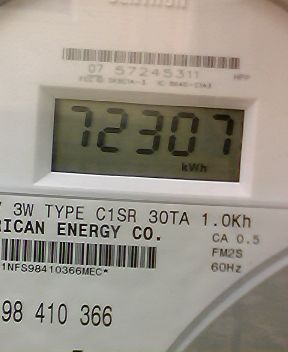 07 57245311 HPP
72307
kWh
3W TYPE C1SR 30TA 1.0Kh
RICAN ENERGY CO.
CA 0.5
FM2S
1NFS98410366MEC*
60Hz
98 410 366